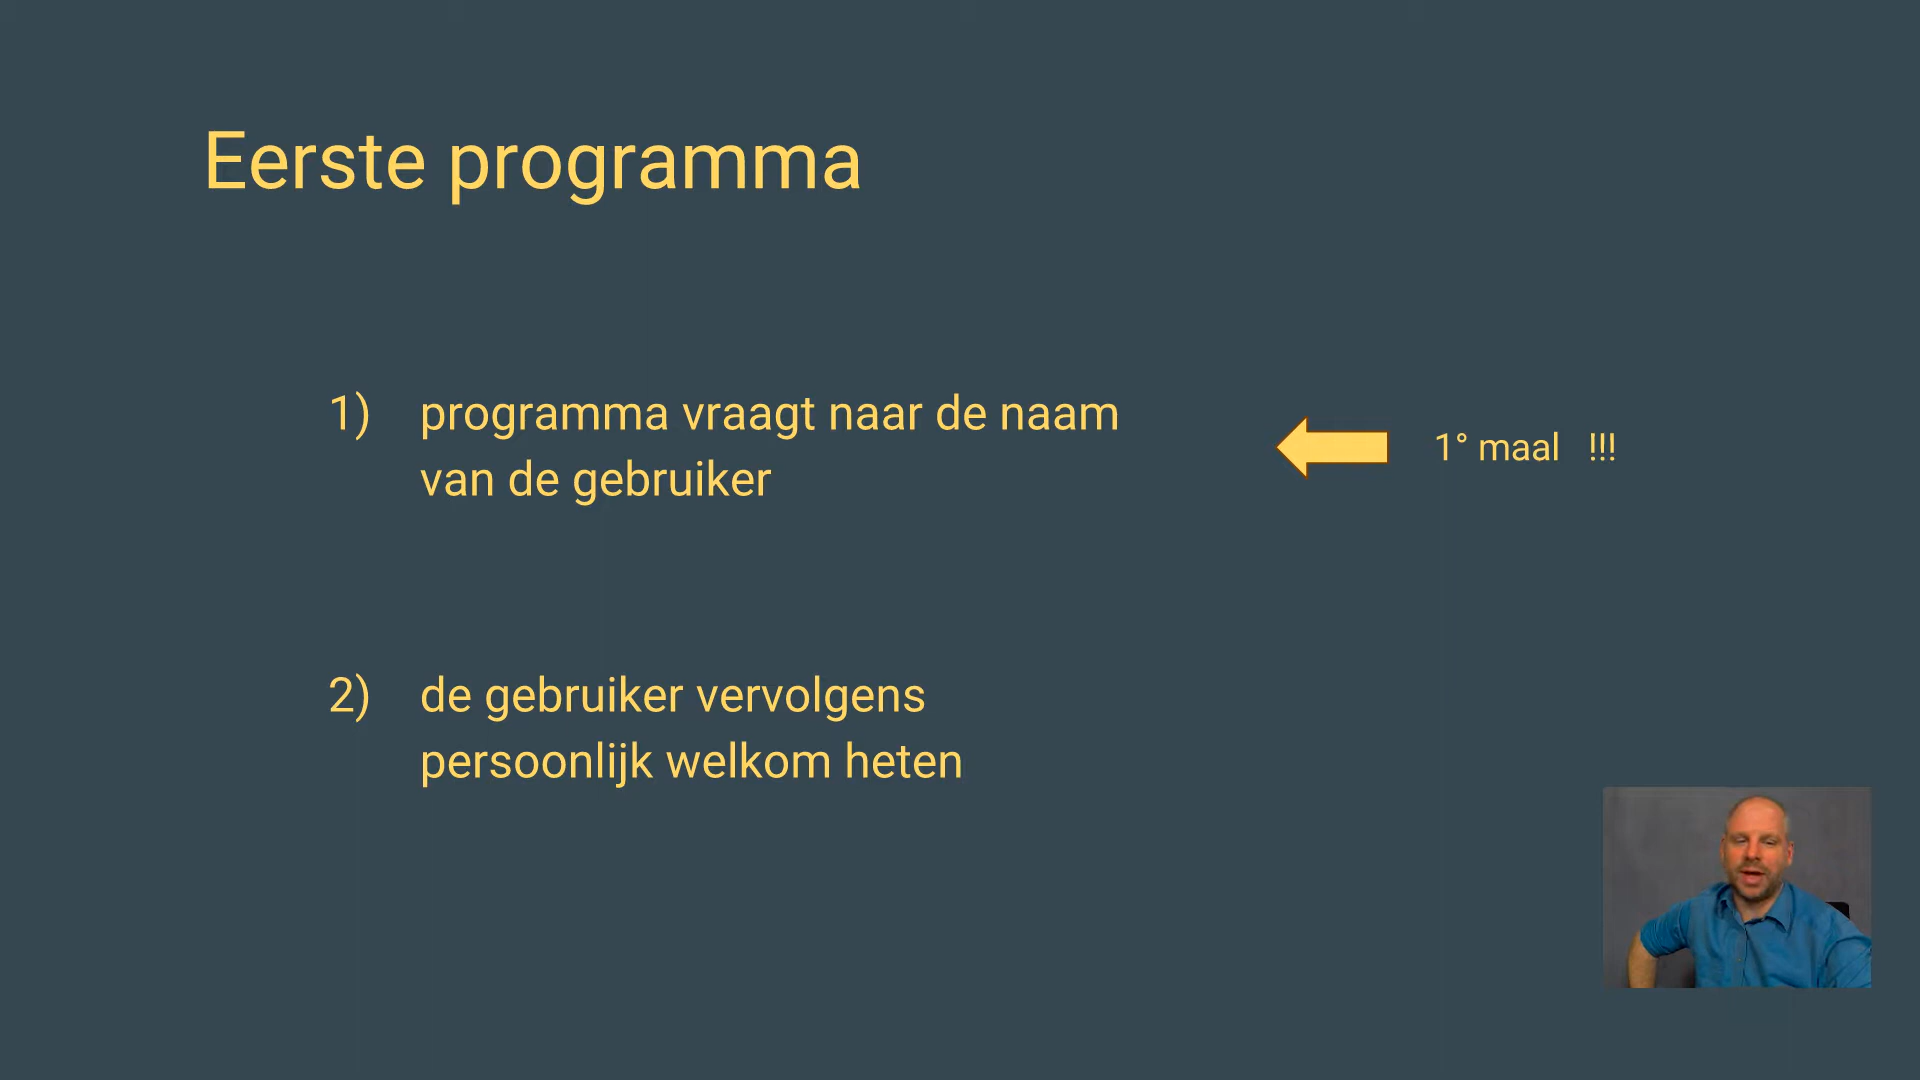 Eerste programma
1) programma vraagt naar de naam
van de gebruiker
1° maal !!!
2) de gebruiker vervolgens
persoonlijk welkom heten